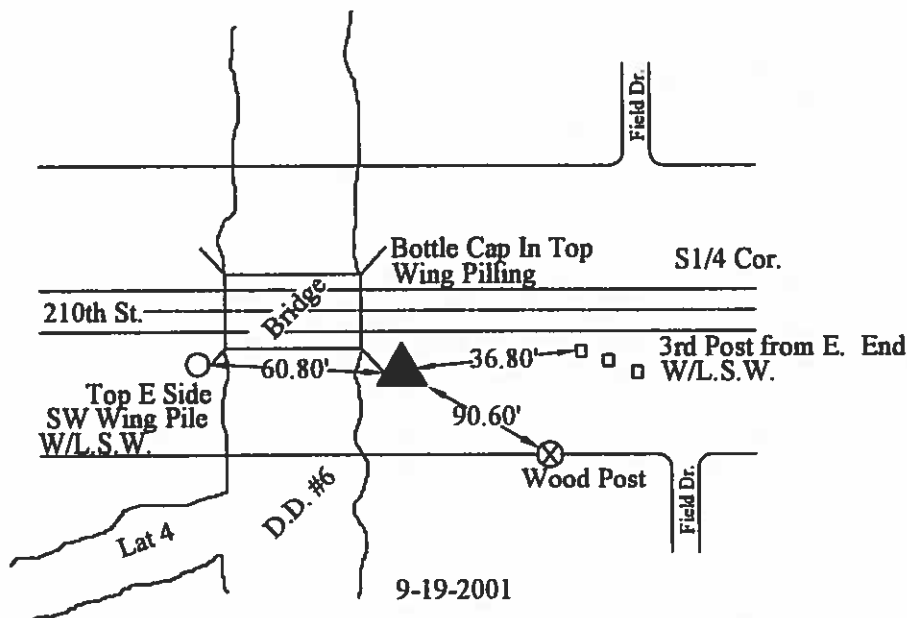 Field Dr.
Bottle Cap In Top
Wing Pilling
S1/4 Cor.
210th St.
Bridge
60.80'
36.80'
3rd Post from E. End
W/L.S.W.
Top E Side
SW Wing Pile
W/L.S.W.
90.60'
Wood Post
Field Dr.
D.D. #6
Lat 4
9-19-2001